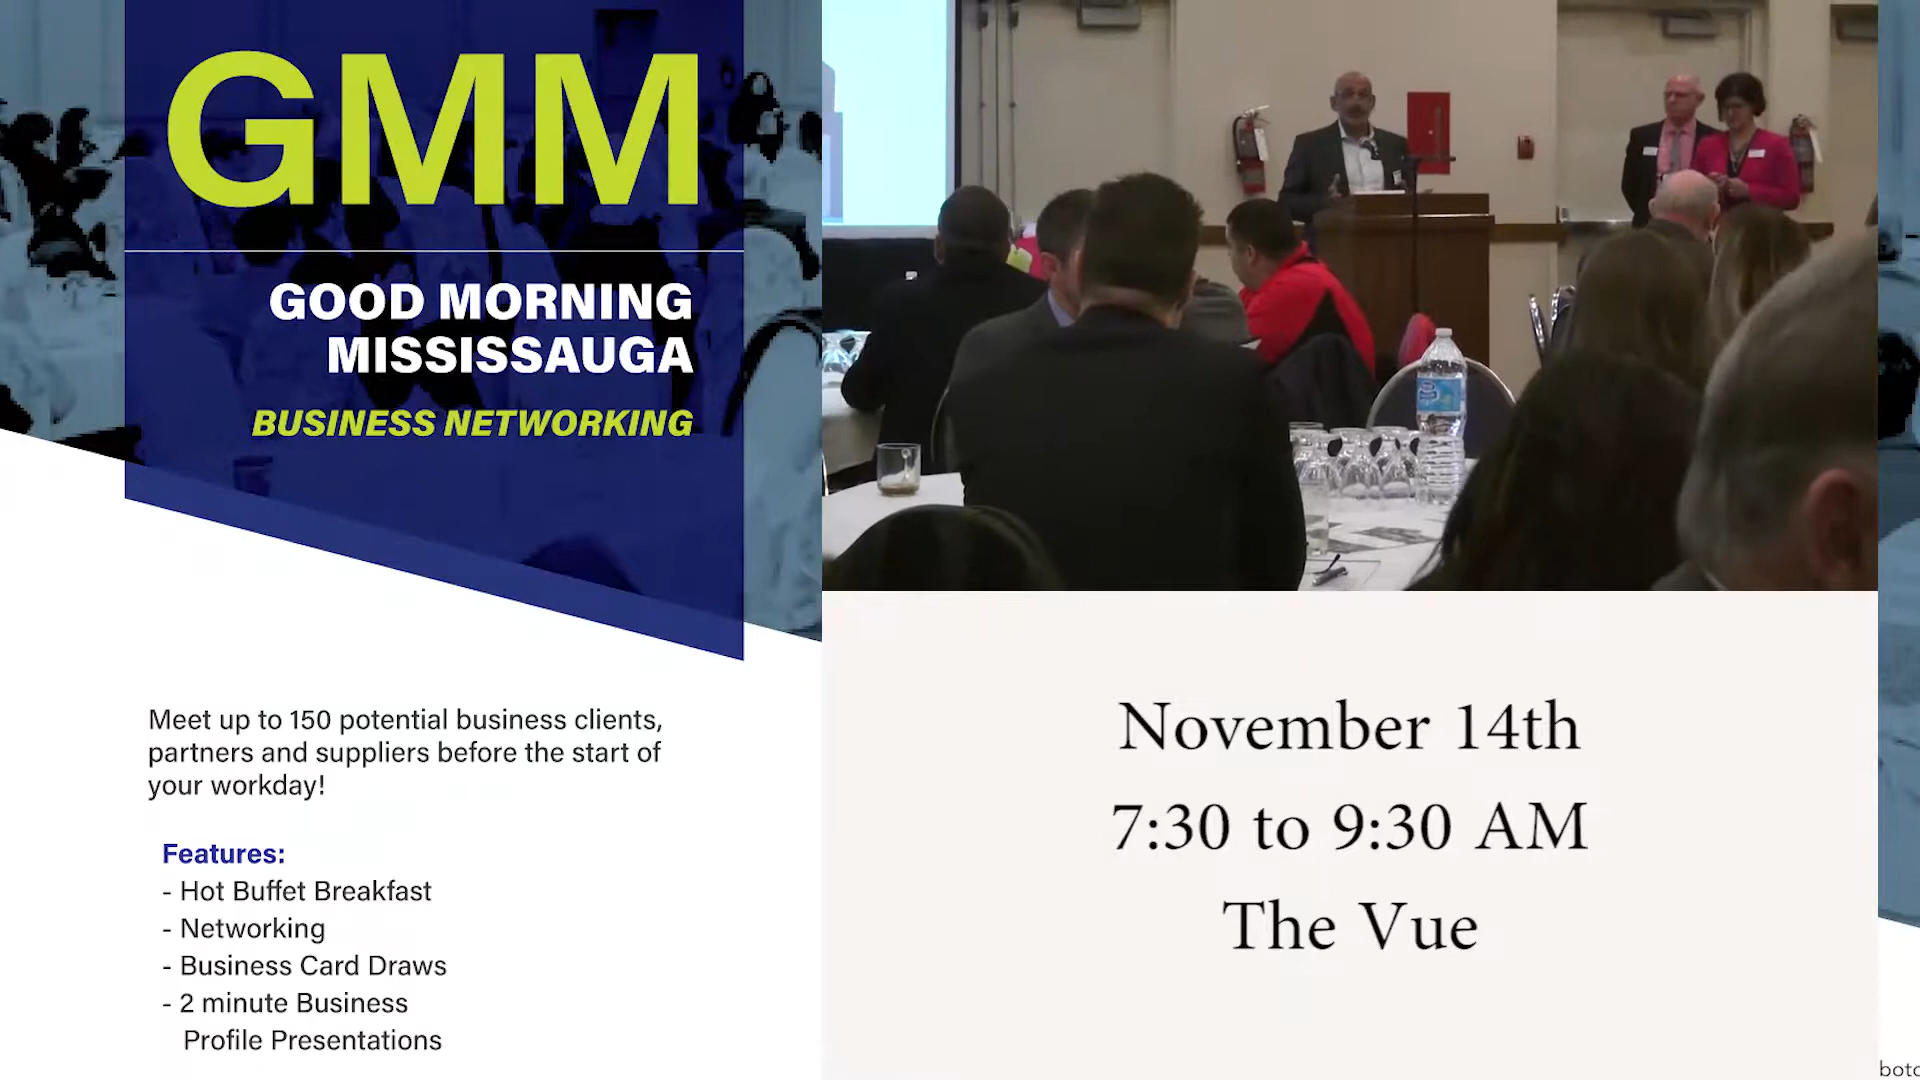 GMM
GOOD MORNING
MISSISSAUGA
BUSINESS NETWORKING
Meet up to 150 potential business clients,
partners and suppliers before the start of
your workday!
Features:
- Hot Buffet Breakfast
- Networking
- Business Card Draws
- 2 minute Business
Profile Presentations
November 14th
7:30 to 9:30 AM
The Vue